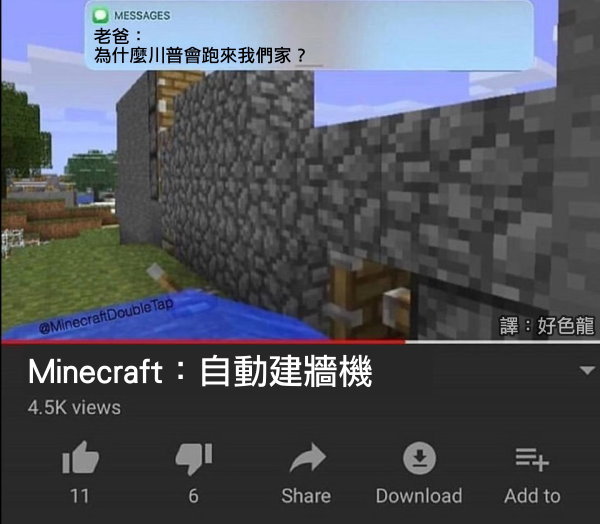 MESSAGES
老爸：
為什麼川普會跑來我們家？
@MinecraftDoubleTap
譯：好色龍
Minecraft：自動建牆機
4.5K views
11
6
Share
Download
Add to